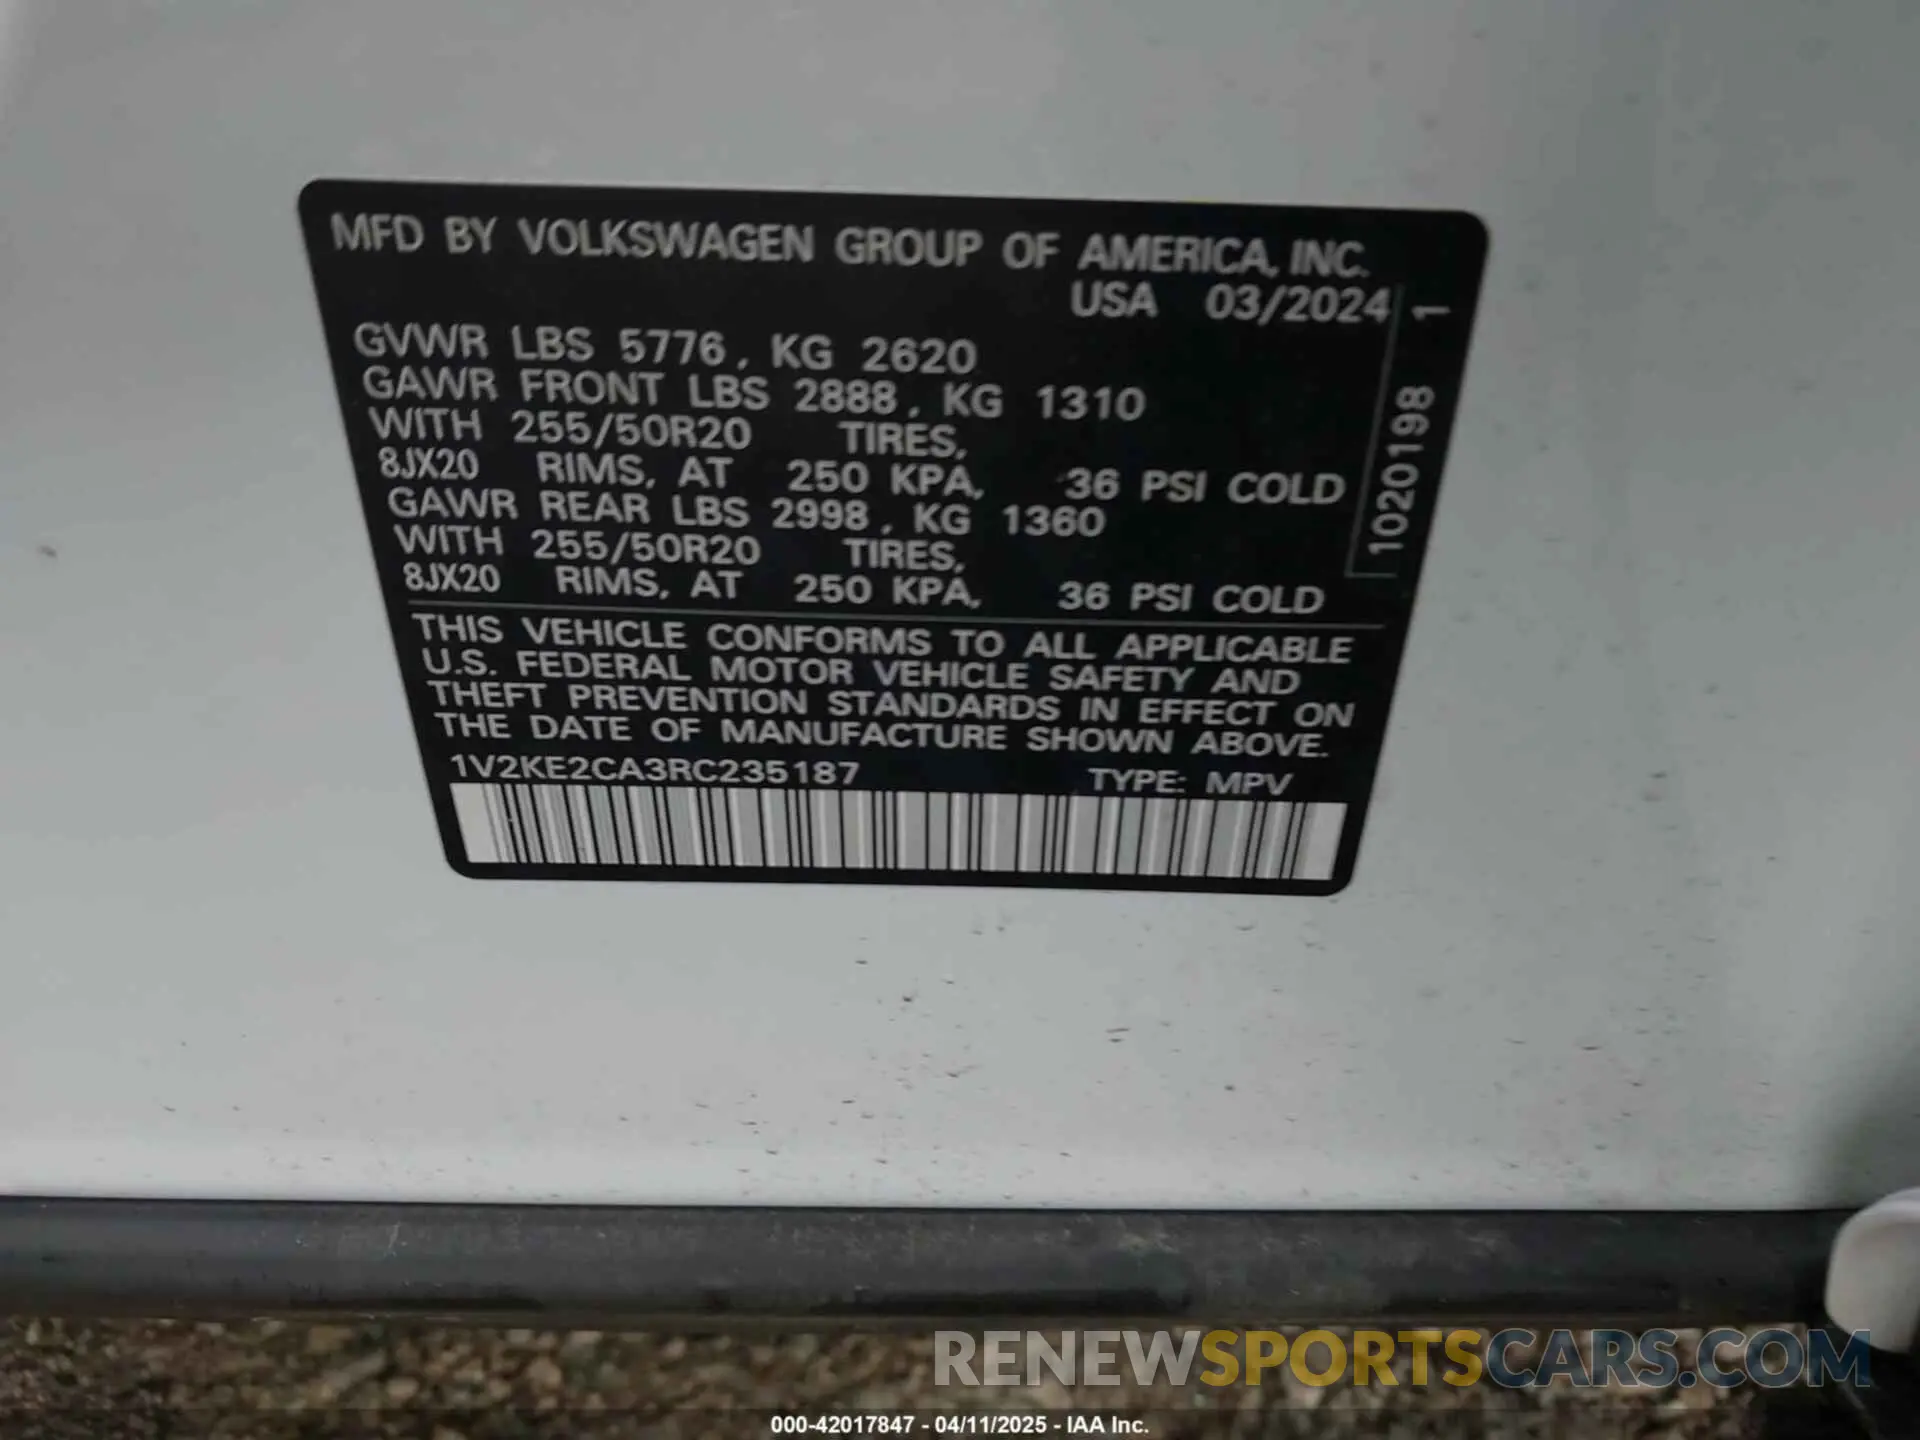 MFD BY VOLKSWAGEN GROUP OF AMERICA, INC.
USA 03/2024
GVWR LBS 5776, KG 2620
GAWR FRONT LBS 2888, KG 1310
WITH 255/50R20 TIRES,
8JX20 RIMS, AT 250 KPA, 36 PSI COLD
GAWR REAR LBS 2998, KG 1360
WITH 255/50R20 TIRES,
8JX20 RIMS, AT 250 KPA, 36 PSI COLD
1020198 1
THIS VEHICLE CONFORMS TO ALL APPLICABLE
U.S. FEDERAL MOTOR VEHICLE SAFETY AND
THEFT PREVENTION STANDARDS IN EFFECT ON
THE DATE OF MANUFACTURE SHOWN ABOVE.
1V2KE2CA3RC235187 TYPE: MPV
RENEWSPORTSCARS.COM
000-42017847 - 04/11/2025 - IAA Inc.